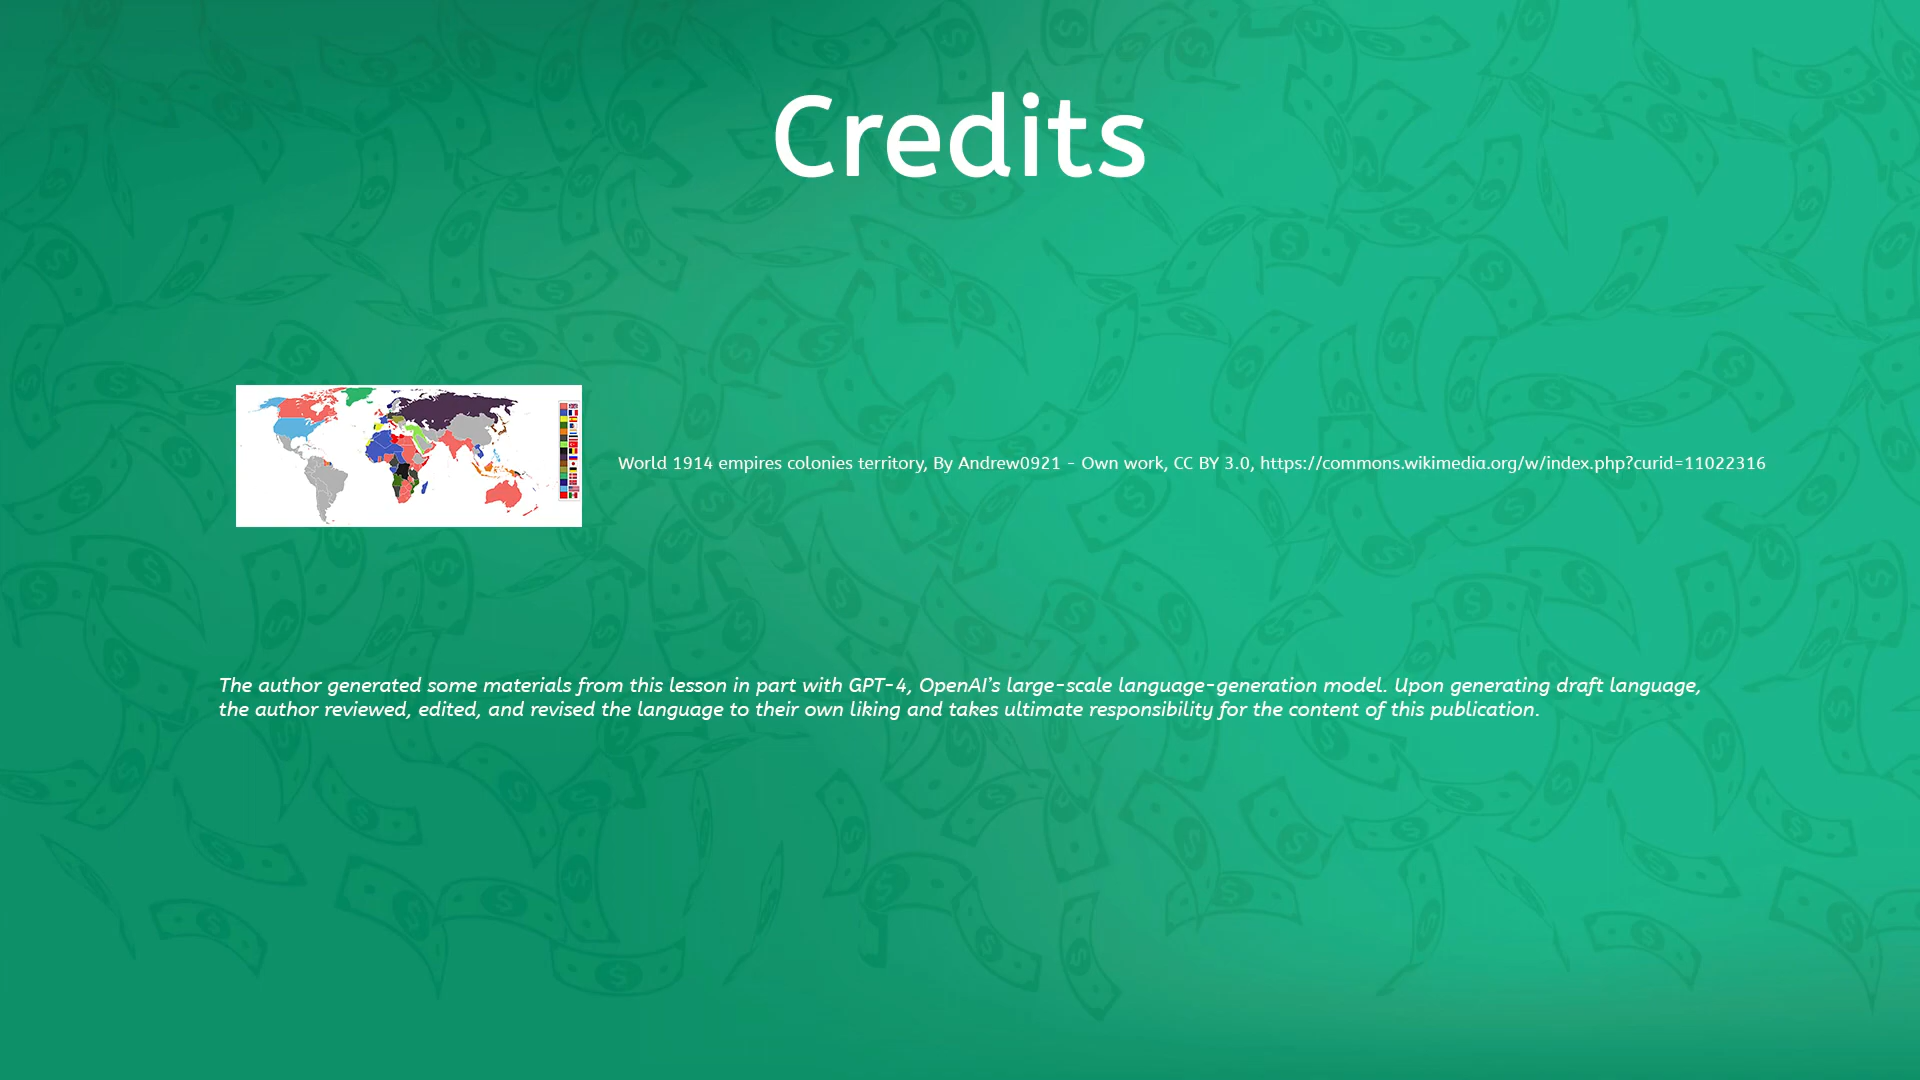 Credits
World 1914 empires colonies territory, By Andrew0921 - Own work, CC BY 3.0, https://commons.wikimedia.org/w/index.php?curid=11022316
The author generated some materials from this lesson in part with GPT-4, OpenAI’s large-scale language-generation model. Upon generating draft language,
the author reviewed, edited, and revised the language to their own liking and takes ultimate responsibility for the content of this publication.